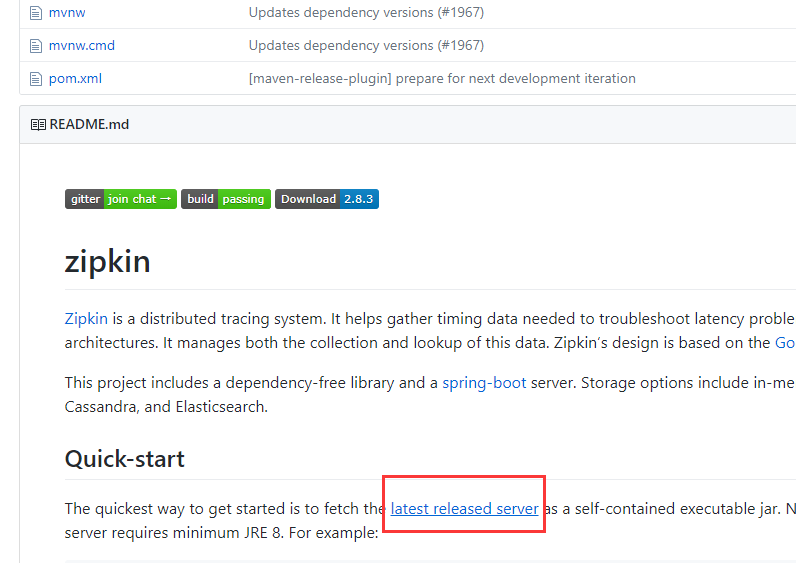 mvnw Updates dependency versions (#1967)
mvnw.cmd Updates dependency versions (#1967)
pom.xml [maven-release-plugin] prepare for next development iteration
README.md
gitter join chat → build passing Download 2.8.3
zipkin
Zipkin is a distributed tracing system. It helps gather timing data needed to troubleshoot latency proble
architectures. It manages both the collection and lookup of this data. Zipkin's design is based on the Go
This project includes a dependency-free library and a spring-boot server. Storage options include in-me
Cassandra, and Elasticsearch.
Quick-start
The quickest way to get started is to fetch the latest released server as a self-contained executable jar. N
server requires minimum JRE 8. For example: